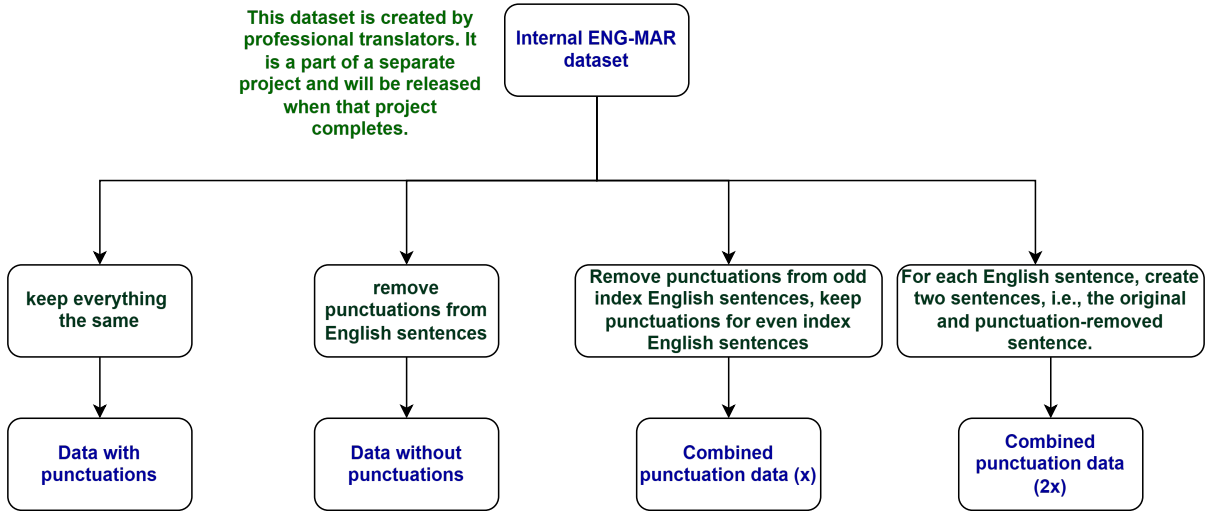 This dataset is created by
professional translators. It
is a part of a separate
project and will be released
when that project
completes.
Internal ENG-MAR
dataset
keep everything
the same
remove
punctuations from
English sentences
Remove punctuations from odd
index English sentences, keep
punctuations for even index
English sentences
For each English sentence, create
two sentences, i.e., the original
and punctuation-removed
sentence.
Data with
punctuations
Data without
punctuations
Combined
punctuation data (x)
Combined
punctuation data
(2x)